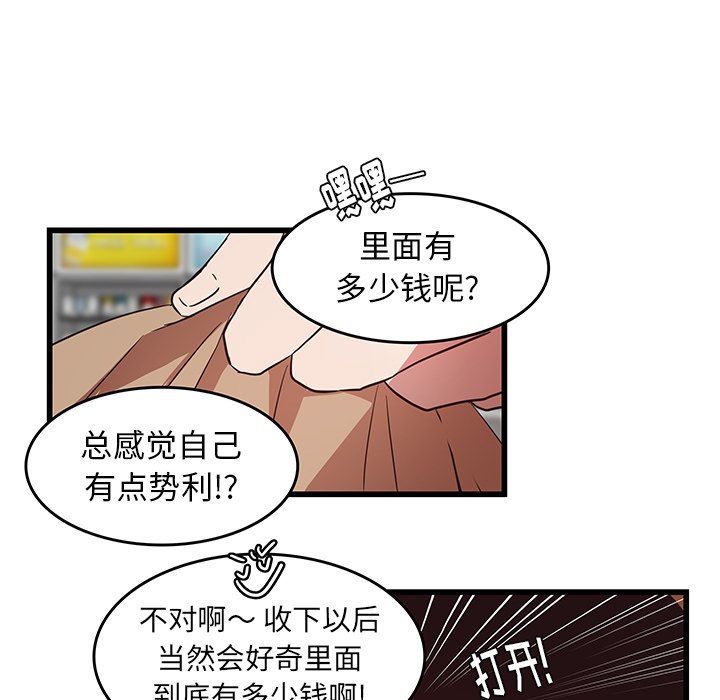 嘿嘿一
里面有
多少钱呢?
总感觉自己
有点势利!?
不对啊～收下以后
当然会好奇里面
到底有多少钱啊!
打开!